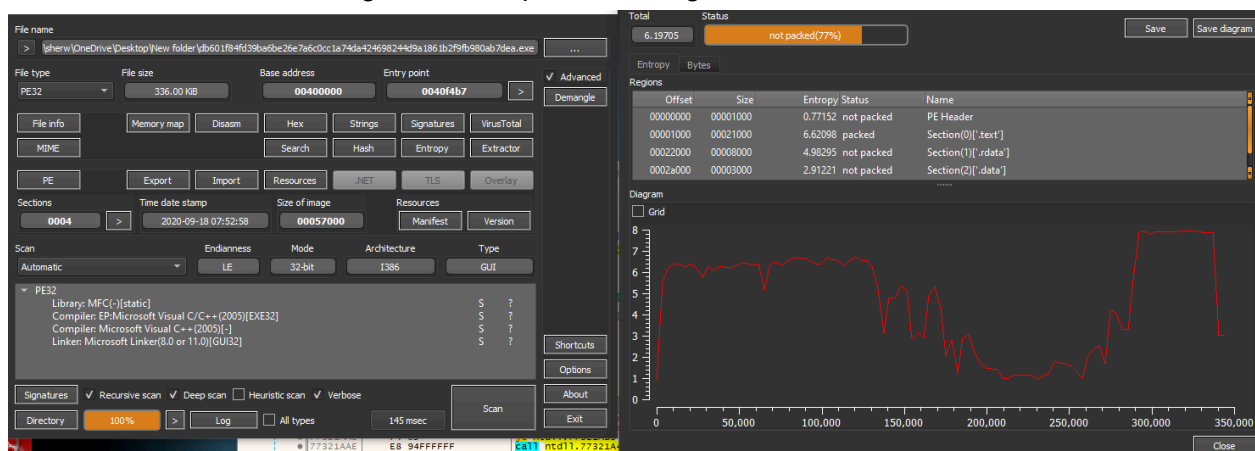 File name
> \sherw\OneDrive\Desktop\New folder\db601f84fd39ba6be26e7a6c0cc1a74da424698244d9a1861b2f9fb980ab7dea.exe ...
File type File size Base address Entry point
PE32 336.00 KiB 00400000 0040f4b7 > Advanced
Demangle
File info Memory map Disasm Hex Strings Signatures VirusTotal
MIME Search Hash Entropy Extractor
PE Export Import Resources .NET TLS Overlay
Sections Time date stamp Size of image Resources
0004 > 2020-09-18 07:52:58 00057000 Manifest Version
Scan Endianness Mode Architecture Type
Automatic LE 32-bit I386 GUI
PE32
Library: MFC(-)[static] S ?
Compiler: EP:Microsoft Visual C/C++(2005)[EXE32] S ?
Compiler: Microsoft Visual C++(2005)[-] S ?
Linker: Microsoft Linker(8.0 or 11.0)[GUI32] S ?
Shortcuts
Options
Signatures Recursive scan Deep scan Heuristic scan Verbose About
Directory 100% > Log All types 145 msec Scan Exit
77321AAE E8 94FFFFFF call ntdll.77321A
Total Status
6.19705 not packed(77%) Save Save diagram
Entropy Bytes
Regions
Offset Size Entropy Status Name
00000000 00001000 0.77152 not packed PE Header
00001000 00021000 6.62098 packed Section(0)['.text']
00022000 00008000 4.98295 not packed Section(1)['.rdata']
0002a000 00003000 2.91221 not packed Section(2)['.data']
Diagram
Grid
8
7
6
5
4
3
2
1
0
0 50,000 100,000 150,000 200,000 250,000 300,000 350,000
Close